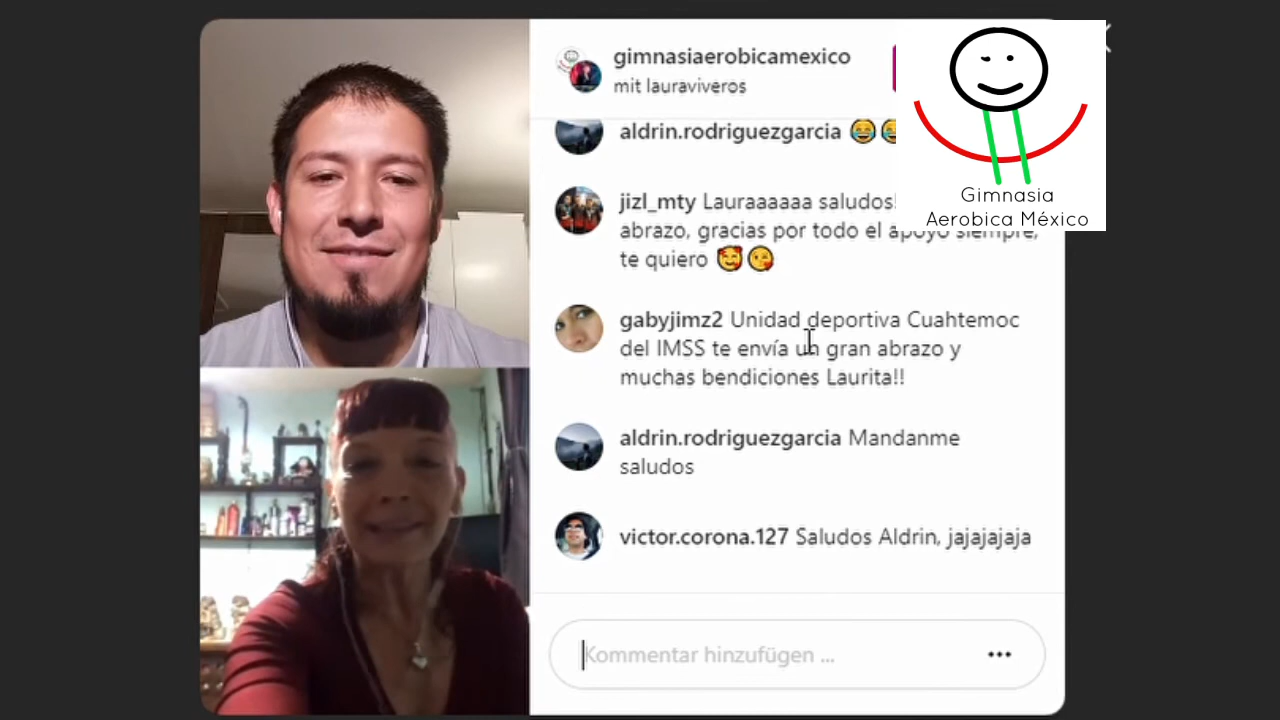 gimnasiaerobicamexico
mit lauraviveros
aldrin.rodriguezgarcia 😂
jizl_mty Lauraaaaaa saludos!
abrazo, gracias por todo el apoyo siempre,
te quiero 🥰😘
gabyjimz2 Unidad deportiva Cuahtemoc
del IMSS te envía un gran abrazo y
muchas bendiciones Laurita!!
aldrin.rodriguezgarcia Mandanme
saludos
victor.corona.127 Saludos Aldrin, jajajajaja
Kommentar hinzufügen ...
Gimnasia
Aerobica México